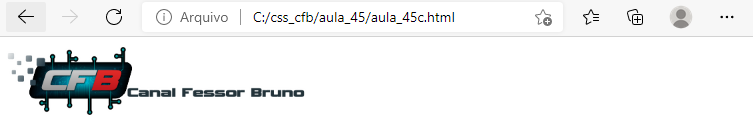 Arquivo | C:/css_cfb/aula_45/aula_45c.html
CFB
Canal Fessor Bruno